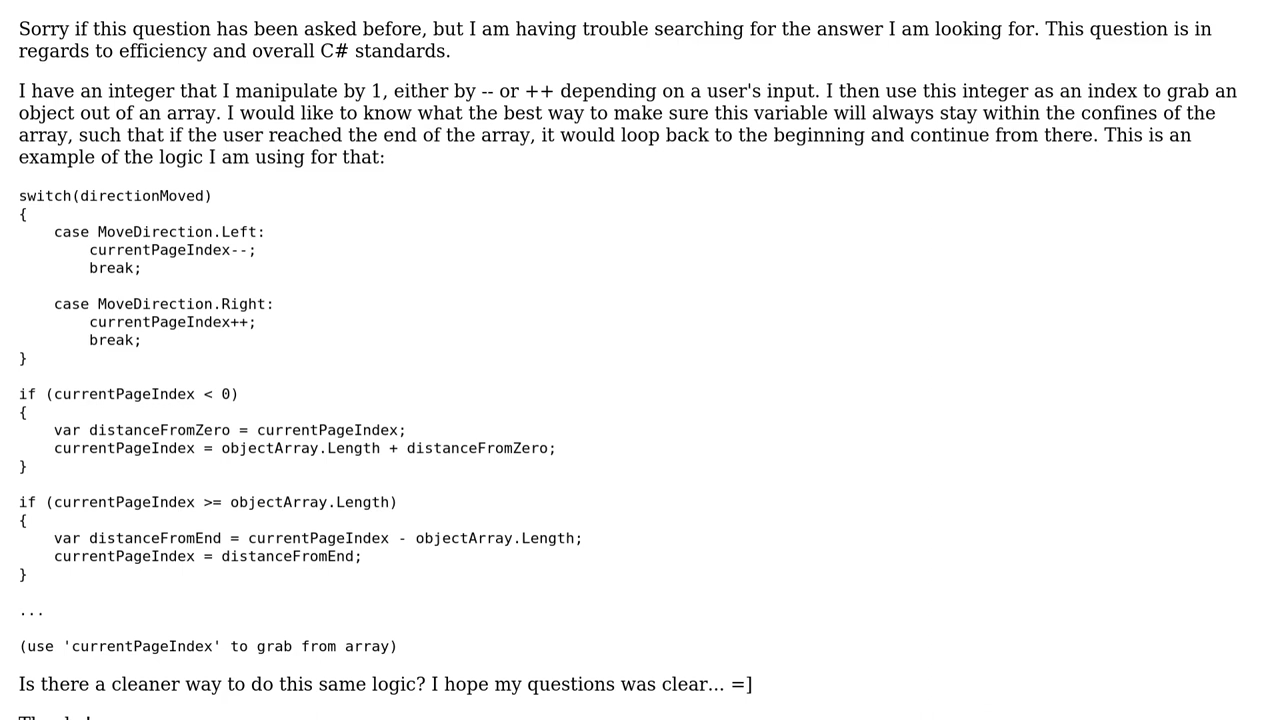 Sorry if this question has been asked before, but I am having trouble searching for the answer I am looking for. This question is in
regards to efficiency and overall C# standards.
I have an integer that I manipulate by 1, either by -- or ++ depending on a user's input. I then use this integer as an index to grab an
object out of an array. I would like to know what the best way to make sure this variable will always stay within the confines of the
array, such that if the user reached the end of the array, it would loop back to the beginning and continue from there. This is an
example of the logic I am using for that:
switch(directionMoved)
{
    case MoveDirection.Left:
        currentPageIndex--;
        break;
    case MoveDirection.Right:
        currentPageIndex++;
        break;
}
if (currentPageIndex < 0)
{
    var distanceFromZero = currentPageIndex;
    currentPageIndex = objectArray.Length + distanceFromZero;
}
if (currentPageIndex >= objectArray.Length)
{
    var distanceFromEnd = currentPageIndex - objectArray.Length;
    currentPageIndex = distanceFromEnd;
}
...
(use 'currentPageIndex' to grab from array)
Is there a cleaner way to do this same logic? I hope my questions was clear... =]